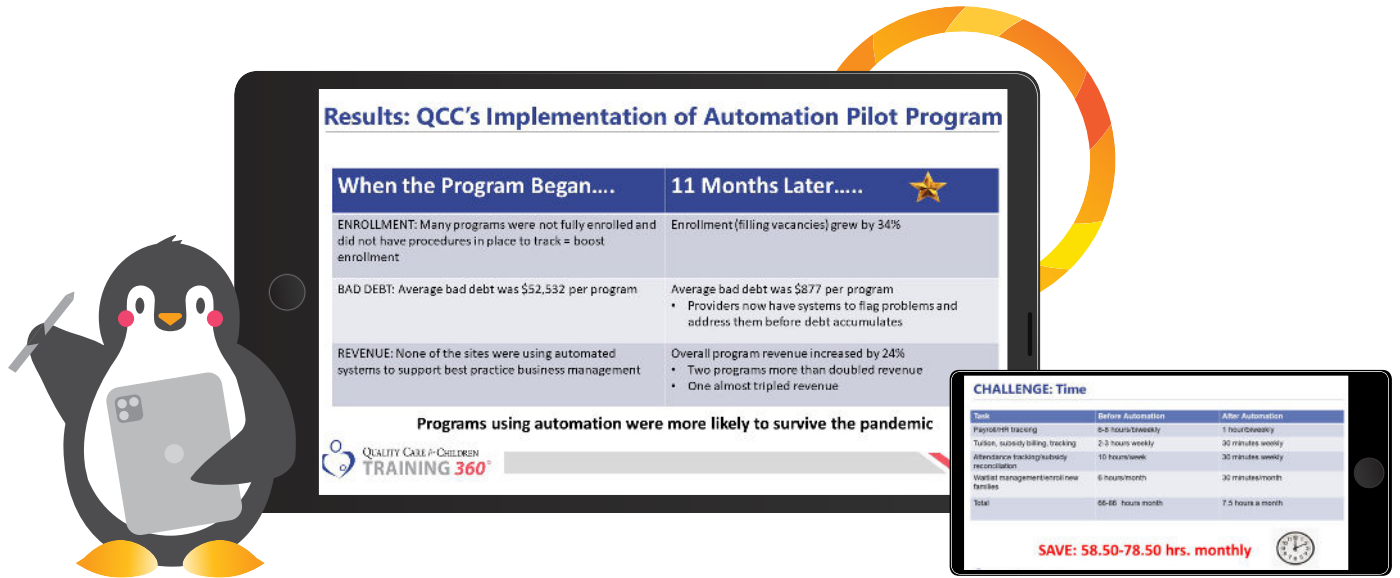 Results: QCC's Implementation of Automation Pilot Program
When the Program Began....
11 Months Later.....
ENROLLMENT: Many programs were not fully enrolled and
did not have procedures in place to track = boost
enrollment
Enrollment (filling vacancies) grew by 34%
BAD DEBT: Average bad debt was $52,532 per program
Average bad debt was $877 per program
• Providers now have systems to flag problems and
address them before debt accumulates
REVENUE: None of the sites were using automated
systems to support best practice business management
Overall program revenue increased by 24%
• Two programs more than doubled revenue
• One almost tripled revenue
Programs using automation were more likely to survive the pandemic
QUALITY CARE for CHILDREN
TRAINING 360°
CHALLENGE: Time
Task
Before Automation
After Automation
Payroll/HR tracking
6-8 hours/biweekly
1 hour/biweekly
Tuition, subsidy billing, tracking
2-3 hours weekly
30 minutes weekly
Attendance tracking/subsidy
reconciliation
10 hours/week
30 minutes weekly
Waitlist management/enroll new
families
6 hours/month
30 minutes/month
Total
66-86 hours month
7.5 hours a month
SAVE: 58.50-78.50 hrs. monthly